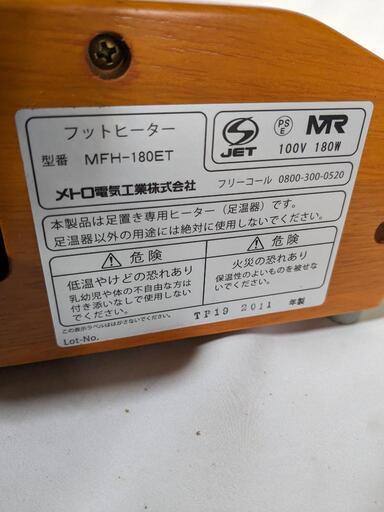 フットヒーター
型番 MFH-180ET
メトロ電気工業株式会社
JET
PS
E
MTR
100V 180W
フリーコール 0800-300-0520
本製品は足置き専用ヒーター（足温器）です。
足温器以外の用途には絶対に使用しないでください。
⚠ 危険
低温やけどの恐れあり
乳幼児や体の不自由な方は
付き添いなしで使用しない
でください。
⚠ 危険
火災の恐れあり
保温性のよいものを被せな
いでください。
この表示ラベルははがさないでください。
Lot-No.
TP19 2011 年製